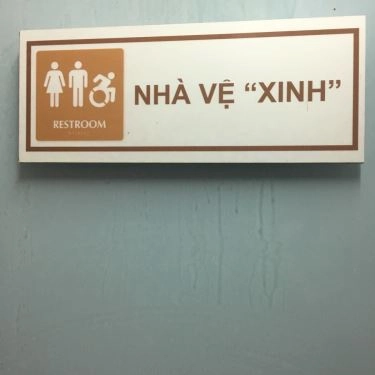 RESTROOM
NHÀ VỆ “XINH”